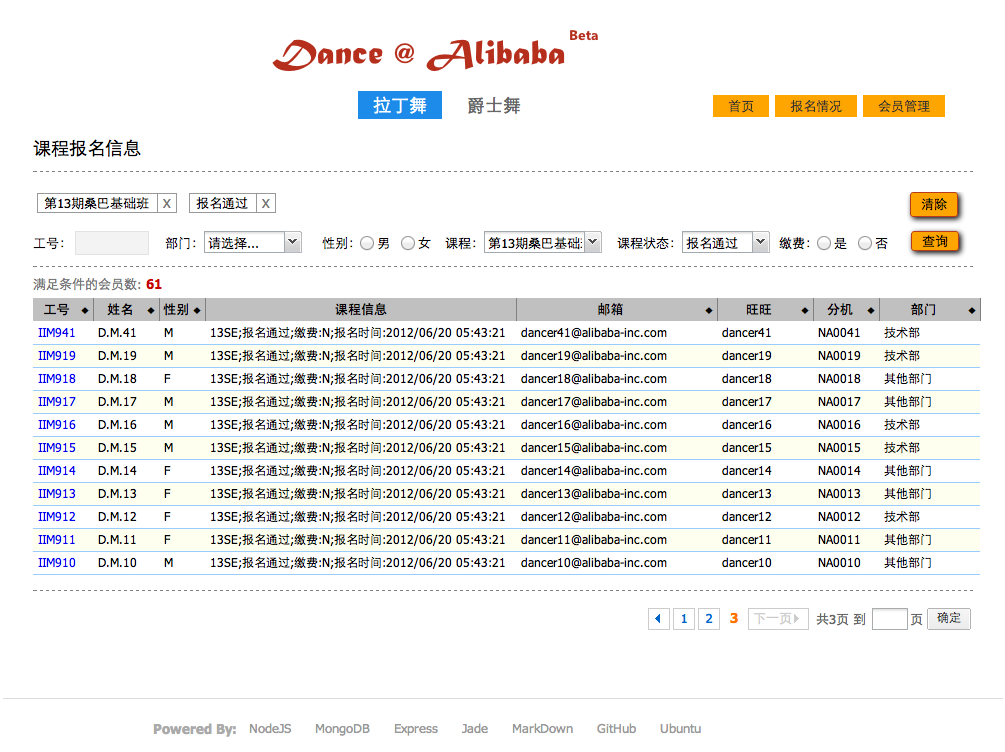 Dance @ Alibaba Beta
拉丁舞 爵士舞 首页 报名情况 会员管理
课程报名信息
第13期桑巴基础班 X 报名通过 X 清除
工号: 部门: 请选择... 性别: 男 女 课程: 第13期桑巴基础: 课程状态: 报名通过 缴费: 是 否 查询
满足条件的会员数: 61
工号 姓名 性别 课程信息 邮箱 旺旺 分机 部门
IIM941 D.M.41 M 13SE;报名通过;缴费:N;报名时间:2012/06/20 05:43:21 dancer41@alibaba-inc.com dancer41 NA0041 技术部
IIM919 D.M.19 M 13SE;报名通过;缴费:N;报名时间:2012/06/20 05:43:21 dancer19@alibaba-inc.com dancer19 NA0019 技术部
IIM918 D.M.18 F 13SE;报名通过;缴费:N;报名时间:2012/06/20 05:43:21 dancer18@alibaba-inc.com dancer18 NA0018 其他部门
IIM917 D.M.17 M 13SE;报名通过;缴费:N;报名时间:2012/06/20 05:43:21 dancer17@alibaba-inc.com dancer17 NA0017 其他部门
IIM916 D.M.16 M 13SE;报名通过;缴费:N;报名时间:2012/06/20 05:43:21 dancer16@alibaba-inc.com dancer16 NA0016 技术部
IIM915 D.M.15 M 13SE;报名通过;缴费:N;报名时间:2012/06/20 05:43:21 dancer15@alibaba-inc.com dancer15 NA0015 技术部
IIM914 D.M.14 F 13SE;报名通过;缴费:N;报名时间:2012/06/20 05:43:21 dancer14@alibaba-inc.com dancer14 NA0014 其他部门
IIM913 D.M.13 F 13SE;报名通过;缴费:N;报名时间:2012/06/20 05:43:21 dancer13@alibaba-inc.com dancer13 NA0013 其他部门
IIM912 D.M.12 F 13SE;报名通过;缴费:N;报名时间:2012/06/20 05:43:21 dancer12@alibaba-inc.com dancer12 NA0012 技术部
IIM911 D.M.11 F 13SE;报名通过;缴费:N;报名时间:2012/06/20 05:43:21 dancer11@alibaba-inc.com dancer11 NA0011 其他部门
IIM910 D.M.10 M 13SE;报名通过;缴费:N;报名时间:2012/06/20 05:43:21 dancer10@alibaba-inc.com dancer10 NA0010 其他部门
1 2 3 下一页 共3页 到 页 确定
Powered By: NodeJS MongoDB Express Jade MarkDown GitHub Ubuntu